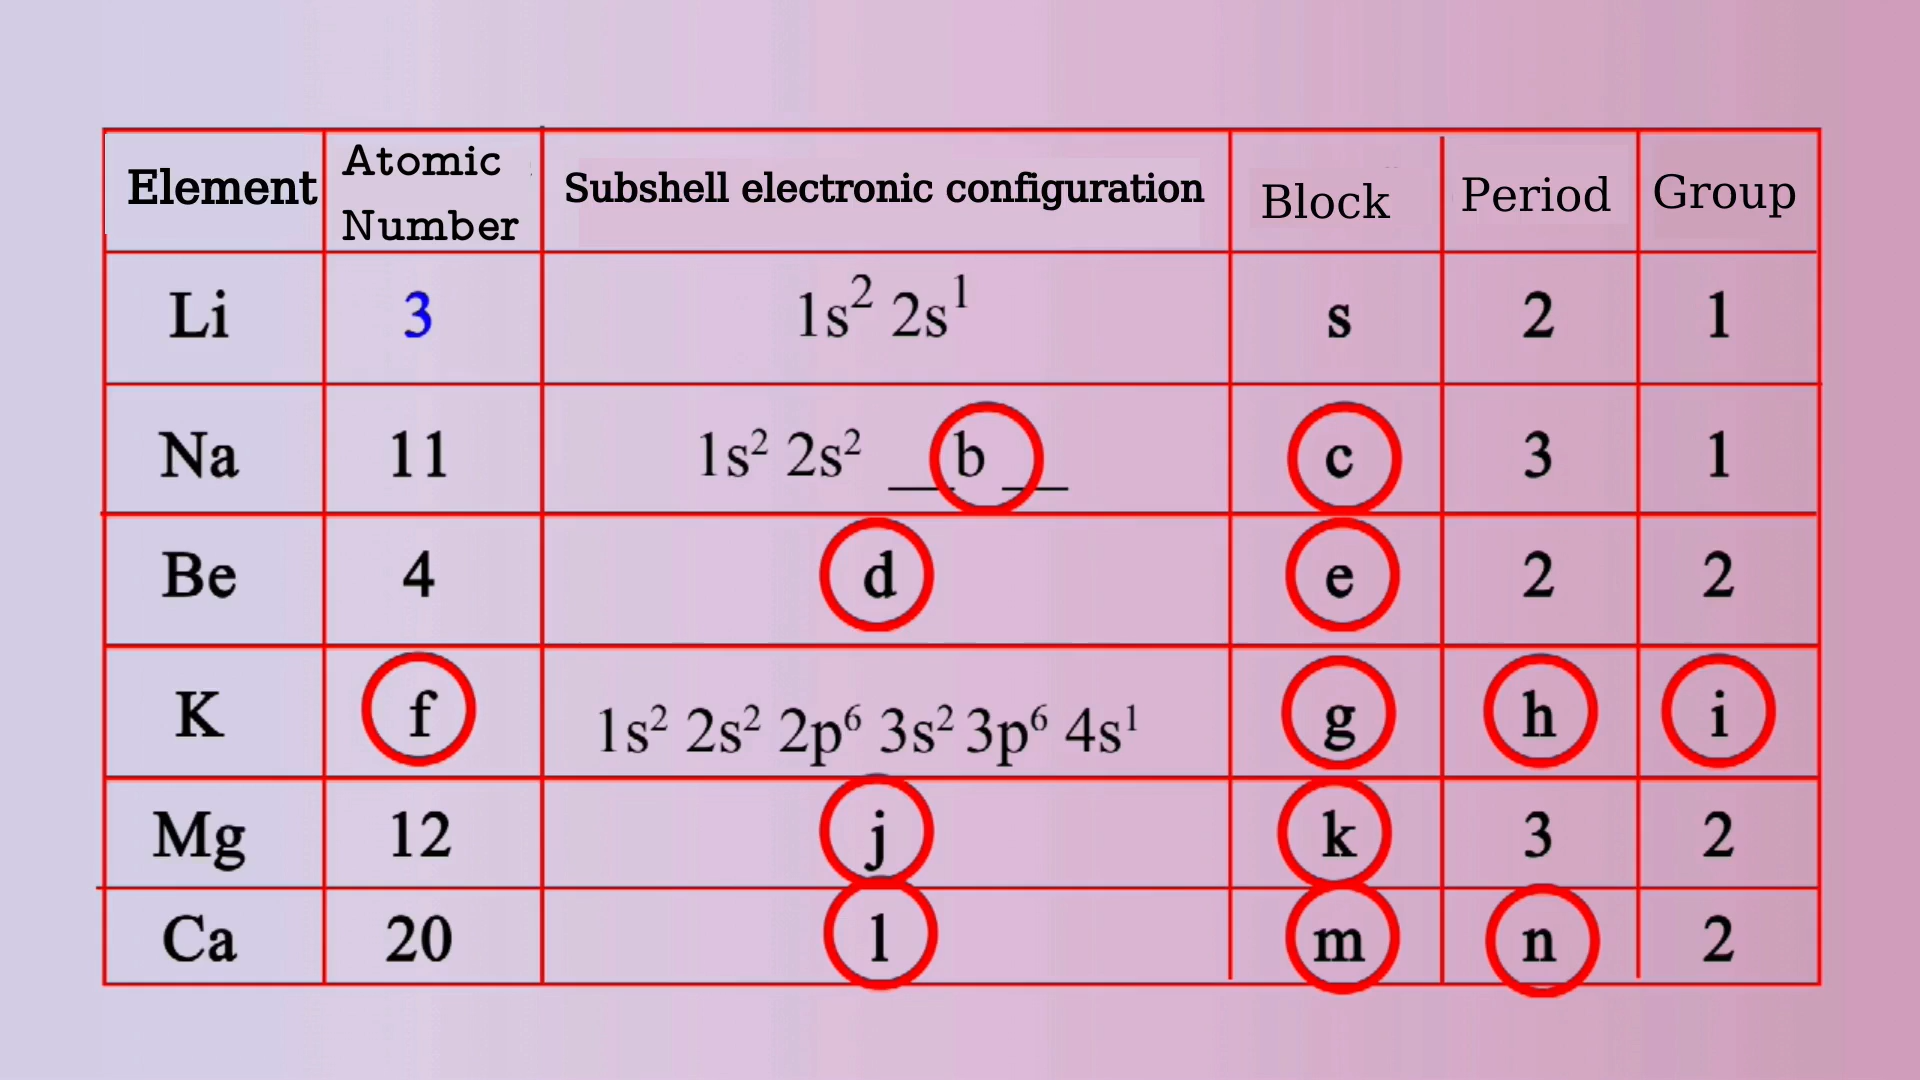 Element Atomic Number Subshell electronic configuration Block Period Group
Li 3 1s² 2s¹ s 2 1
Na 11 1s² 2s² __b__ c 3 1
Be 4 d e 2 2
K f 1s² 2s² 2p⁶ 3s² 3p⁶ 4s¹ g h i
Mg 12 j k 3 2
Ca 20 l m n 2